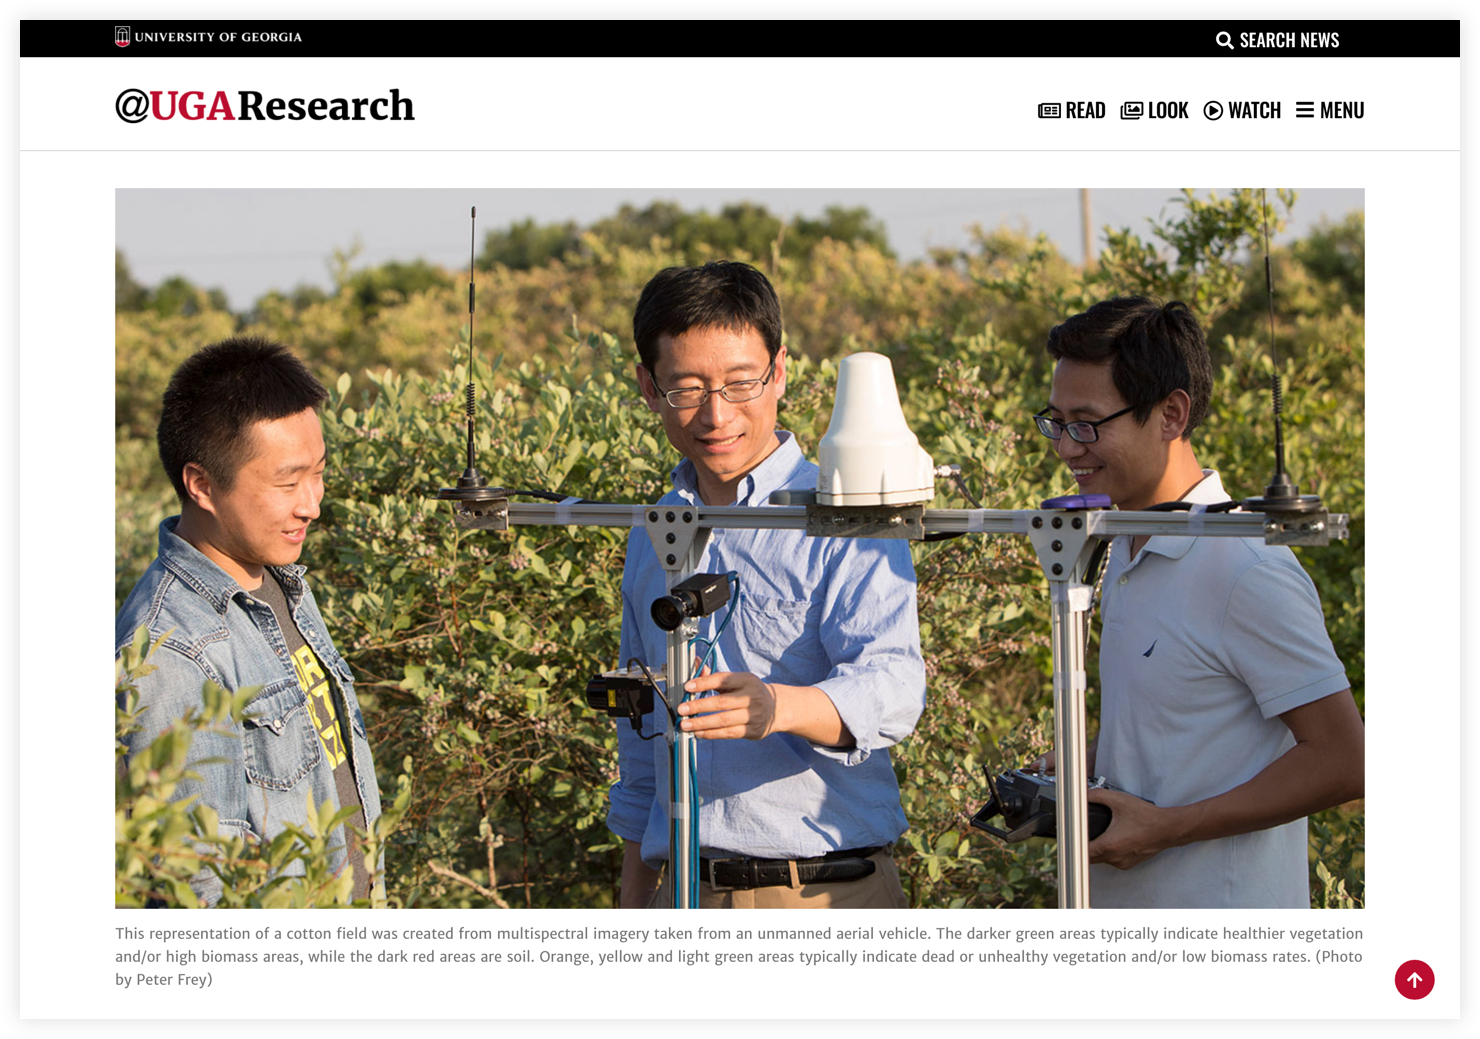 UNIVERSITY OF GEORGIA
SEARCH NEWS
@UGAResearch
READ LOOK WATCH MENU
This representation of a cotton field was created from multispectral imagery taken from an unmanned aerial vehicle. The darker green areas typically indicate healthier vegetation
and/or high biomass areas, while the dark red areas are soil. Orange, yellow and light green areas typically indicate dead or unhealthy vegetation and/or low biomass rates. (Photo
by Peter Frey)